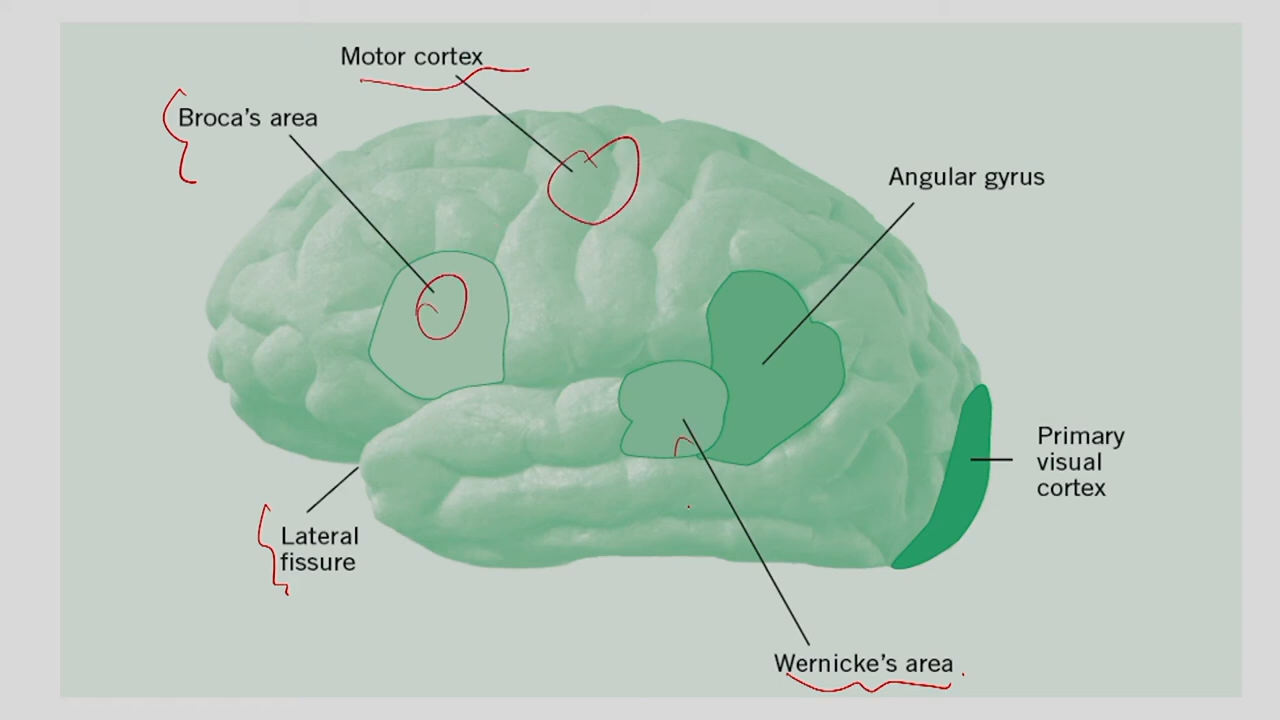 Motor cortex
Broca's area
Angular gyrus
Primary
visual
cortex
Lateral
fissure
Wernicke's area